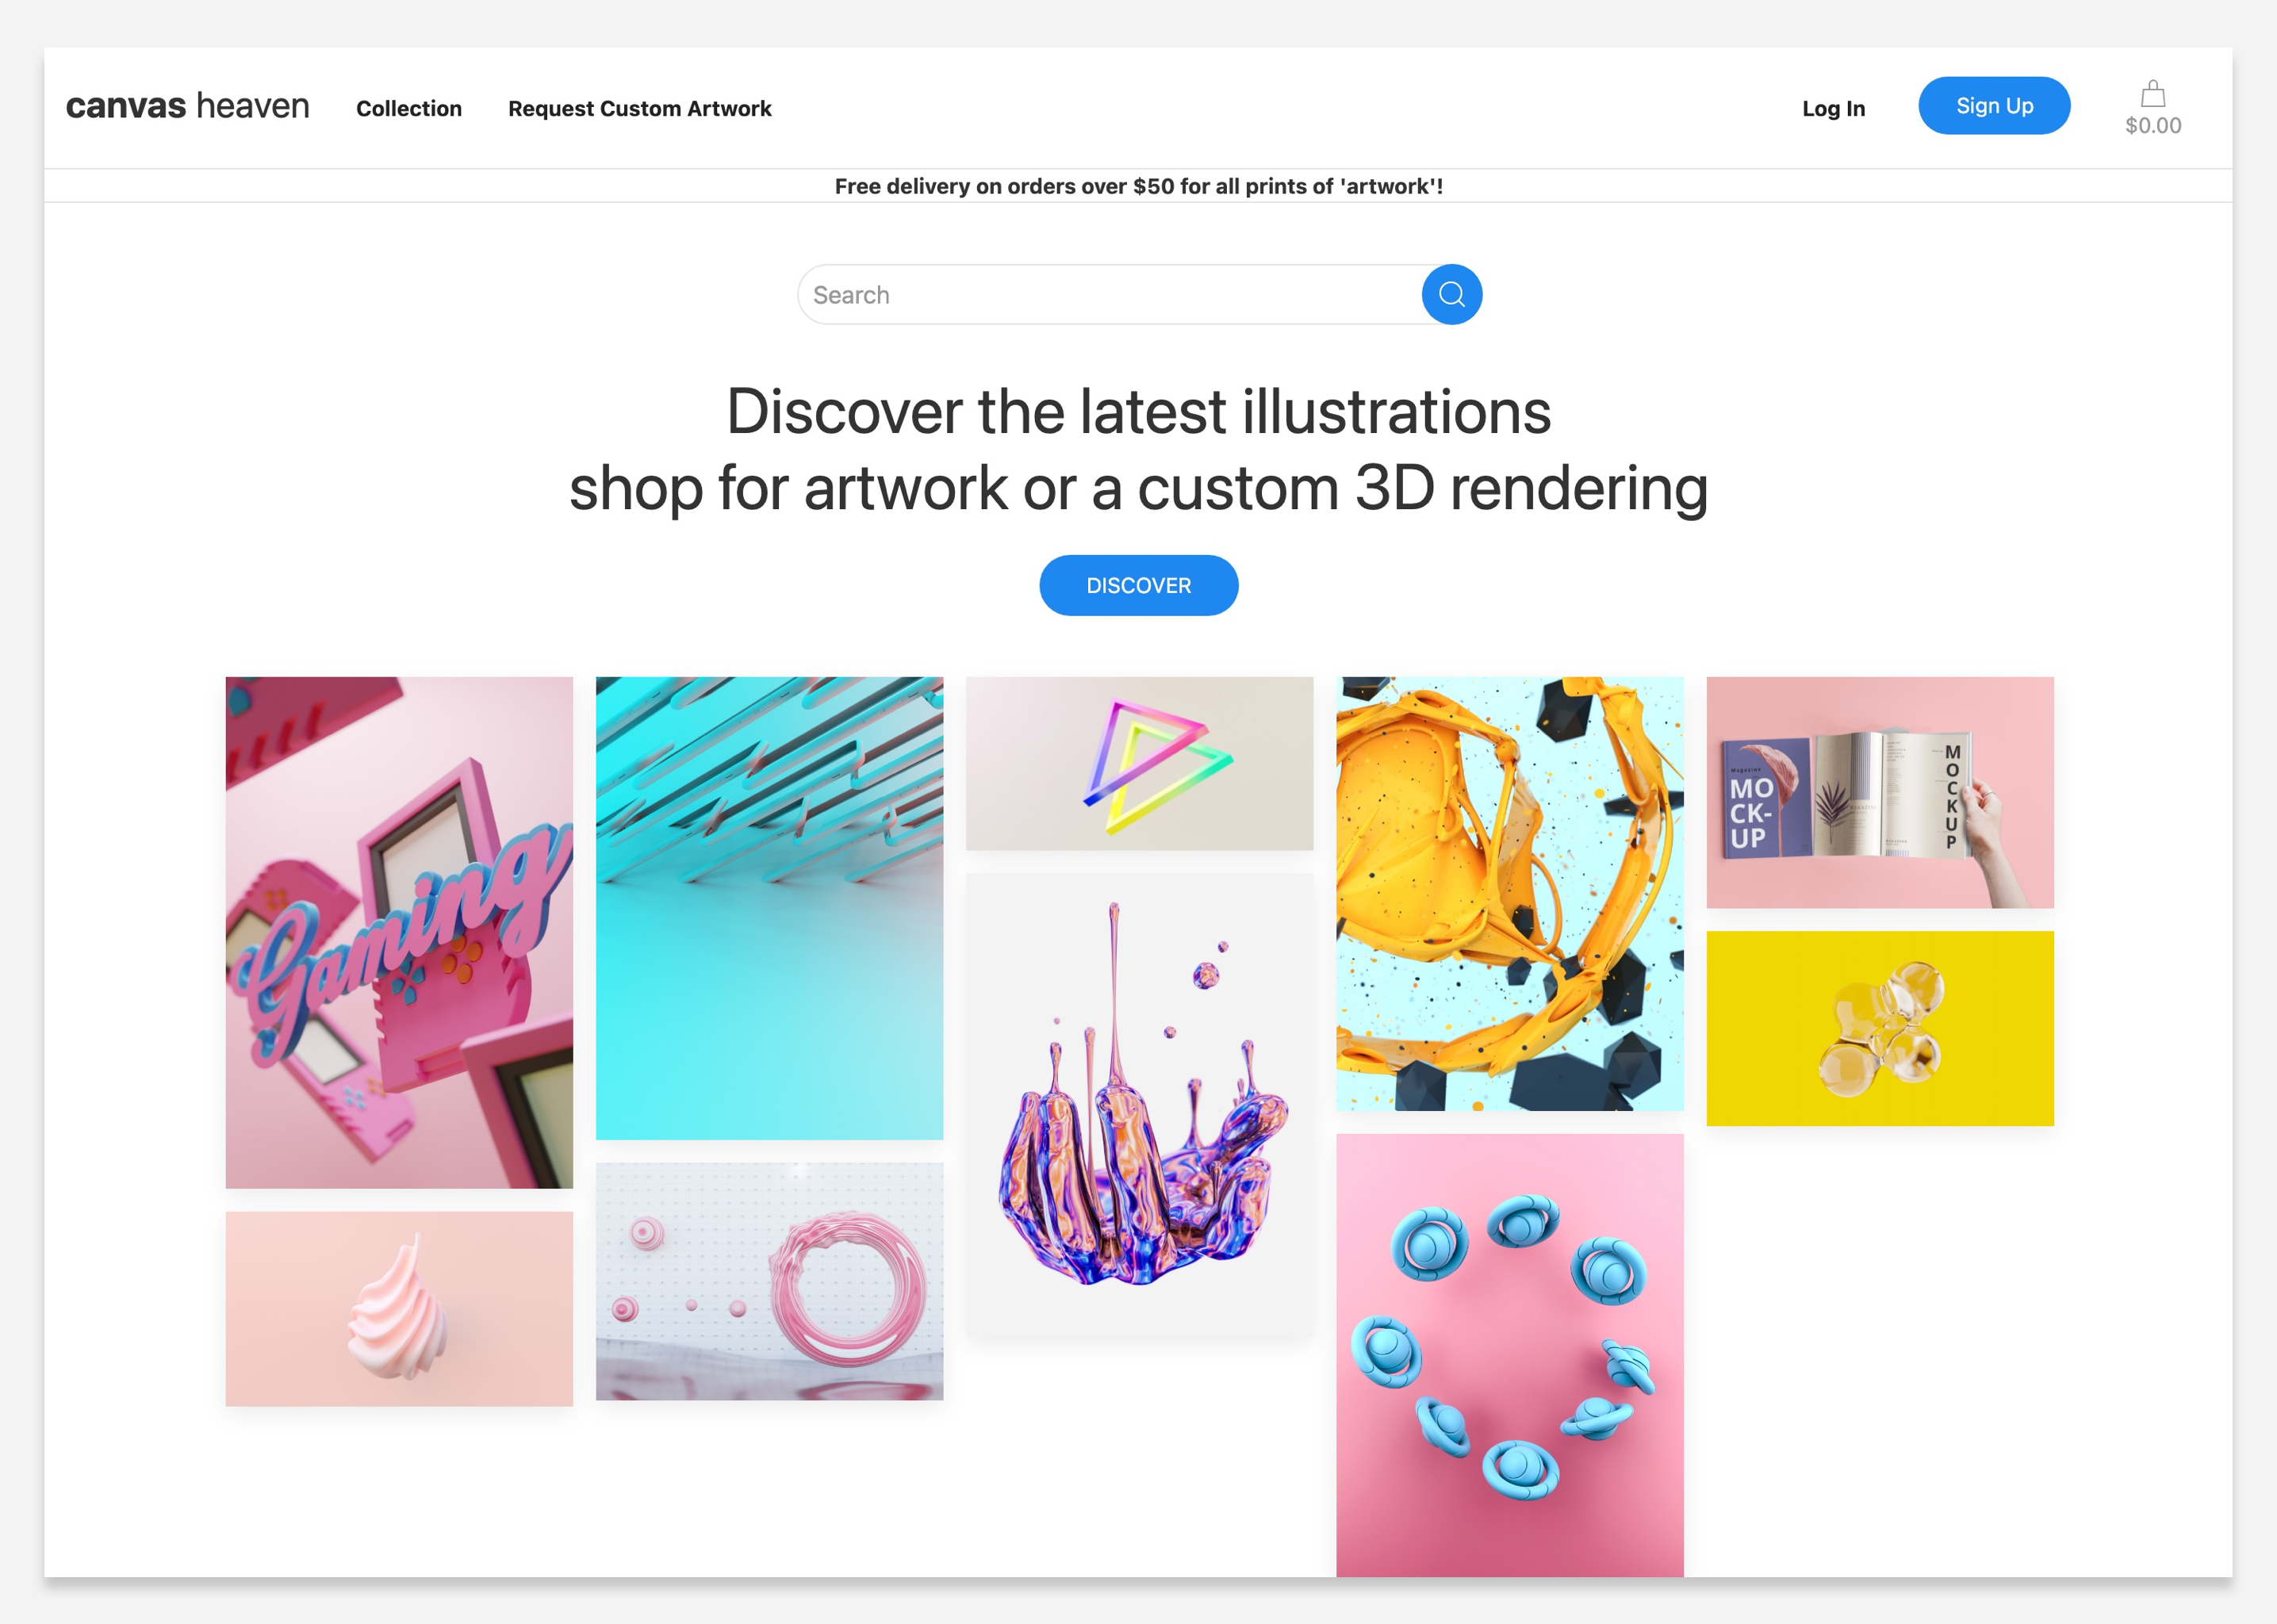 canvas heaven
Collection
Request Custom Artwork
Log In
Sign Up
$0.00
Free delivery on orders over $50 for all prints of 'artwork'!
Search
Discover the latest illustrations
shop for artwork or a custom 3D rendering
DISCOVER
Gaming
Magazine
MO
CK-
UP
MOCKUP